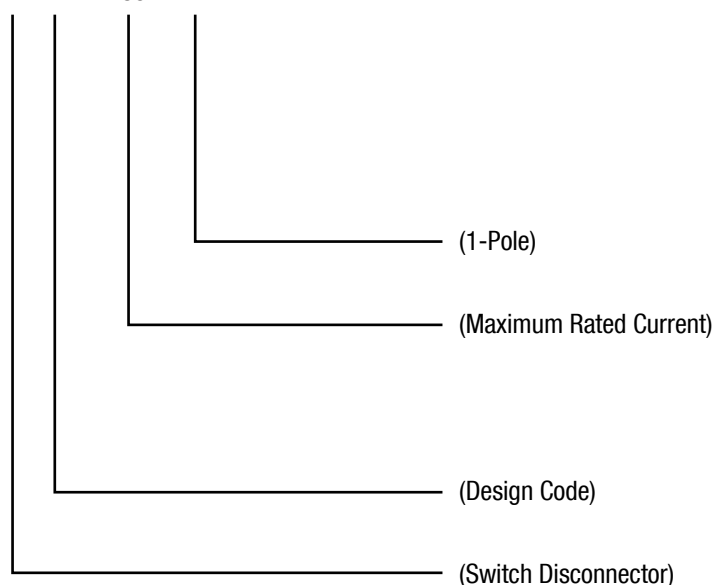 (1-Pole)
(Maximum Rated Current)
(Design Code)
(Switch Disconnector)